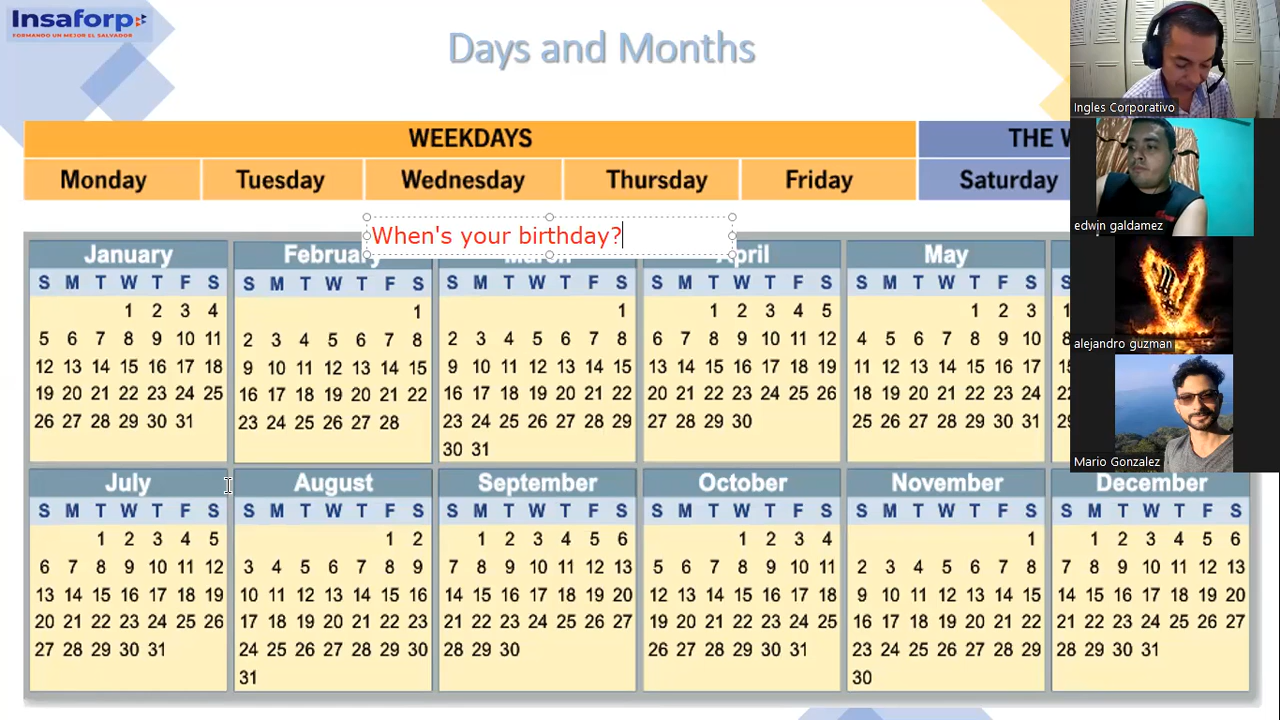 Insaforp
FORMANDO UN MEJOR EL SALVADOR
Days and Months
WEEKDAYS
THE W
Monday Tuesday Wednesday Thursday Friday Saturday
When's your birthday?
January February March April May
S M T W T F S S M T W T F S S M T W T F S S M T W T F S S M T W T F S S
1 2 3 4 1 1 1 2 3 4 5 1 2 3 1
5 6 7 8 9 10 11 2 3 4 5 6 7 8 2 3 4 5 6 7 8 6 7 8 9 10 11 12 4 5 6 7 8 9 10 8
12 13 14 15 16 17 18 9 10 11 12 13 14 15 9 10 11 12 13 14 15 13 14 15 16 17 18 19 11 12 13 14 15 16 17 15
19 20 21 22 23 24 25 16 17 18 19 20 21 22 16 17 18 19 20 21 22 20 21 22 23 24 25 26 18 19 20 21 22 23 24 22
26 27 28 29 30 31 23 24 25 26 27 28 23 24 25 26 27 28 29 27 28 29 30 25 26 27 28 29 30 31 29
30 31
July August September October November December
S M T W T F S S M T W T F S S M T W T F S S M T W T F S S M T W T F S S M T W T F S
1 2 3 4 5 1 2 1 2 3 4 5 6 1 2 3 4 1 1 2 3 4 5 6
6 7 8 9 10 11 12 3 4 5 6 7 8 9 7 8 9 10 11 12 13 5 6 7 8 9 10 11 2 3 4 5 6 7 8 7 8 9 10 11 12 13
13 14 15 16 17 18 19 10 11 12 13 14 15 16 14 15 16 17 18 19 20 12 13 14 15 16 17 18 9 10 11 12 13 14 15 14 15 16 17 18 19 20
20 21 22 23 24 25 26 17 18 19 20 21 22 23 21 22 23 24 25 26 27 19 20 21 22 23 24 25 16 17 18 19 20 21 22 21 22 23 24 25 26 27
27 28 29 30 31 24 25 26 27 28 29 30 28 29 30 26 27 28 29 30 31 23 24 25 26 27 28 29 28 29 30 31
31 30
Ingles Corporativo
edwin galdamez
alejandro guzman
Mario Gonzalez